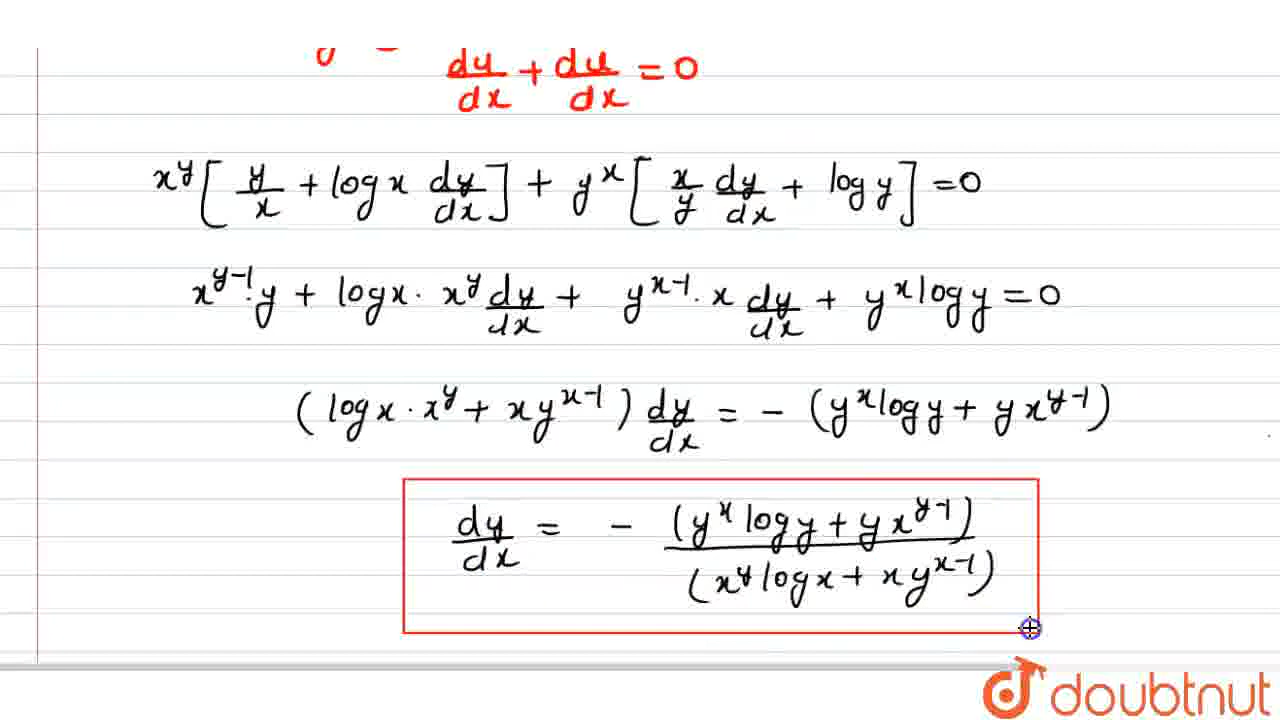 du/dx + du/dx = 0
x^y [ y/x + log x dy/dx ] + y^x [ x/y dy/dx + log y ] = 0
x^(y-1)·y + log x · x^y dy/dx + y^(x-1) · x dy/dx + y^x log y = 0
(log x · x^y + x y^(x-1)) dy/dx = - (y^x log y + y x^(y-1))
dy/dx = - (y^x log y + y x^(y-1)) / (x^y log x + x y^(x-1))
doubtnut